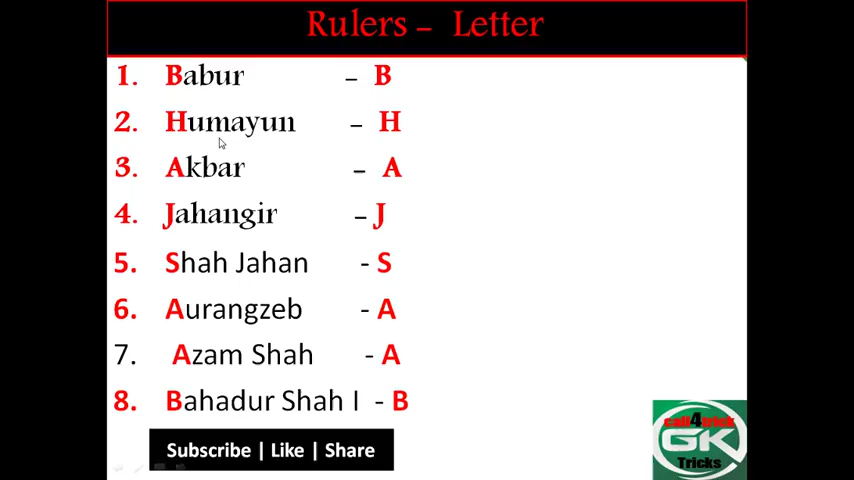 Rulers – Letter
1. Babur – B
2. Humayun – H
3. Akbar – A
4. Jahangir – J
5. Shah Jahan - S
6. Aurangzeb - A
7. Azam Shah - A
8. Bahadur Shah I - B
Subscribe | Like | Share
call4trick
GK
Tricks